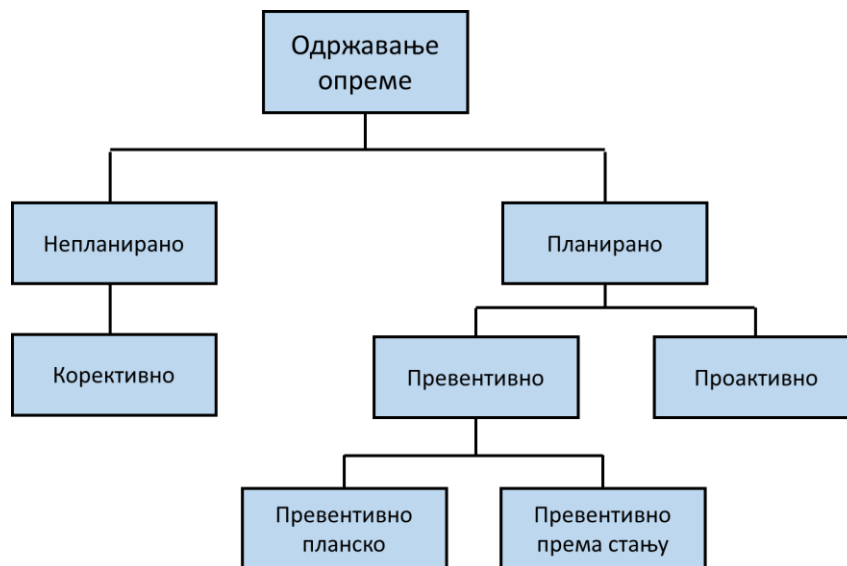 Одржавање
опреме
Непланирано
Планирано
Корективно
Превентивно
Проактивно
Превентивно
планско
Превентивно
према стању